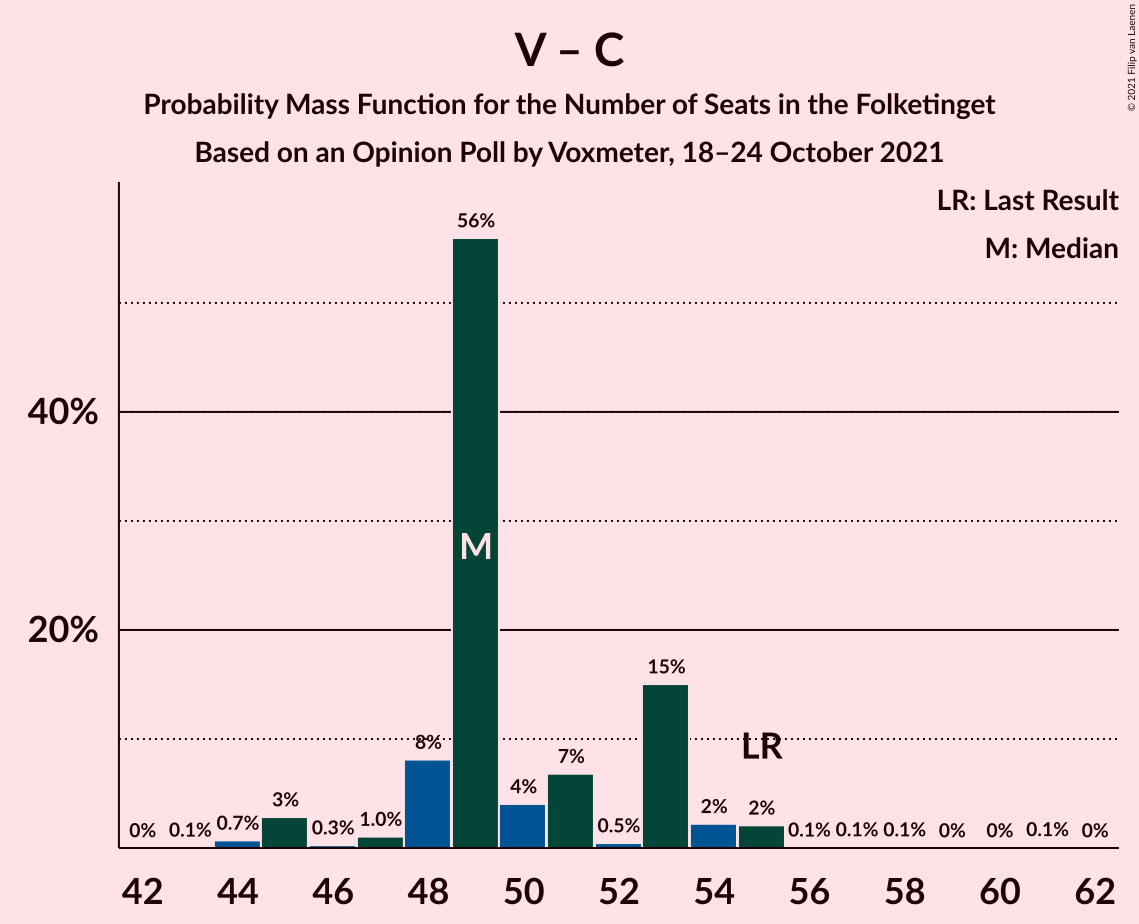 V – C
Probability Mass Function for the Number of Seats in the Folketinget
Based on an Opinion Poll by Voxmeter, 18–24 October 2021
© 2021 Filip van Laenen
LR: Last Result
M: Median
56%
40%
M
20%
15%
LR
8%
7%
4%
3%
2%
2%
0%
0.1%
0.7%
0.3%
1.0%
0.5%
0.1%
0.1%
0.1%
0%
0%
0.1%
0%
42 44 46 48 50 52 54 56 58 60 62